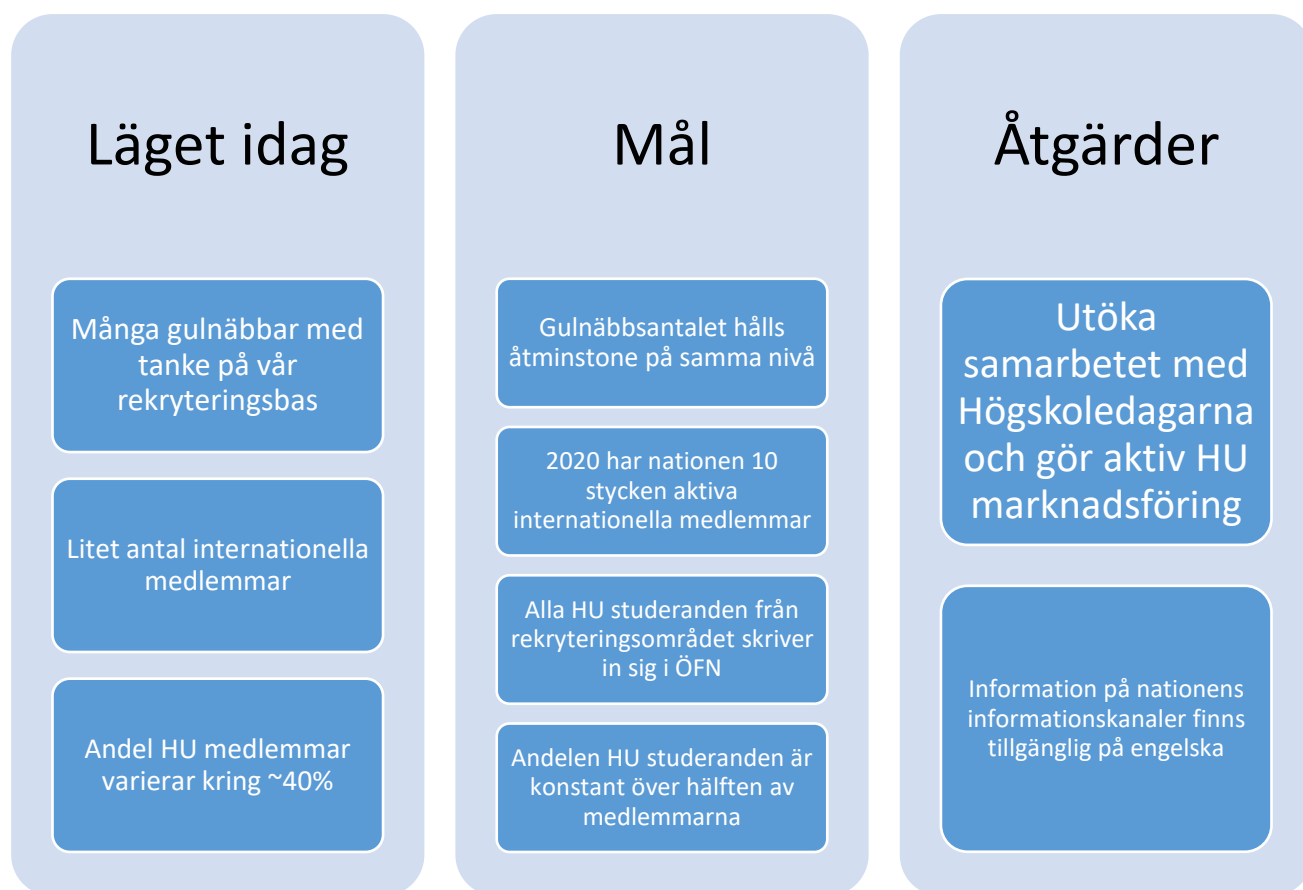 Läget idag
Många gulnäbbar med
tanke på vår
rekryteringsbas
Litet antal internationella
medlemmar
Andel HU medlemmar
varierar kring ~40%
Mål
Gulnäbbsantalet hålls
åtminstone på samma nivå
2020 har nationen 10
stycken aktiva
internationella medlemmar
Alla HU studeranden från
rekryteringsområdet skriver
in sig i ÖFN
Andelen HU studeranden är
konstant över hälften av
medlemmarna
Åtgärder
Utöka
samarbetet med
Högskoledagarna
och gör aktiv HU
marknadsföring
Information på nationens
informationskanaler finns
tillgänglig på engelska